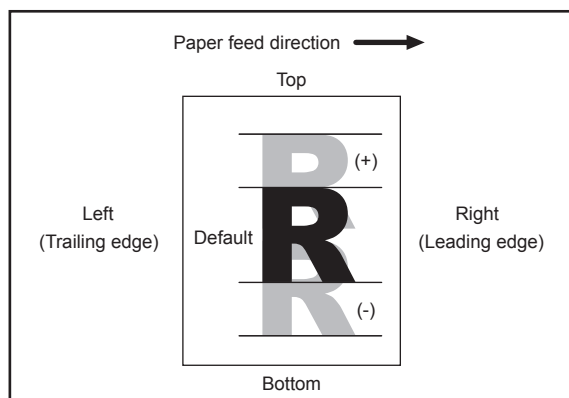 Paper feed direction
Top
R
(+)
Left
(Trailing edge)
Default
R
Right
(Leading edge)
R
(-)
Bottom